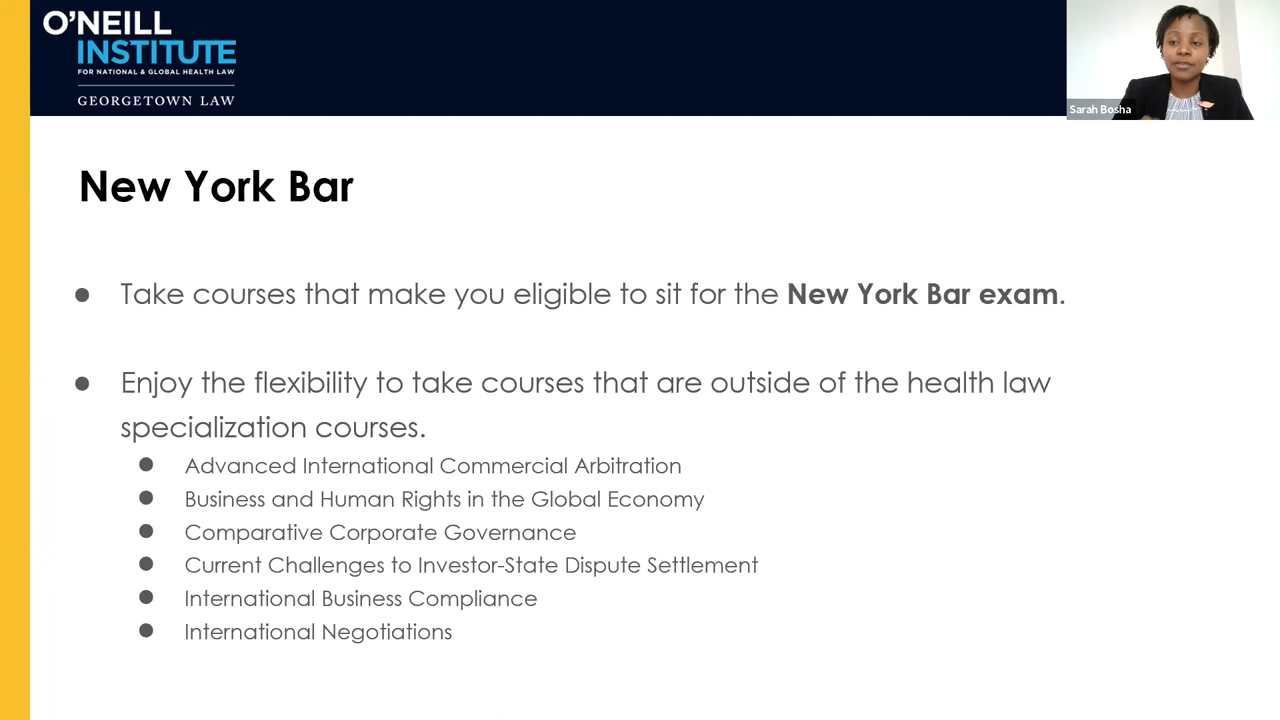 O'NEILL
INSTITUTE
FOR NATIONAL & GLOBAL HEALTH LAW
GEORGETOWN LAW
Sarah Bosha
New York Bar
● Take courses that make you eligible to sit for the New York Bar exam.
● Enjoy the flexibility to take courses that are outside of the health law
specialization courses.
● Advanced International Commercial Arbitration
● Business and Human Rights in the Global Economy
● Comparative Corporate Governance
● Current Challenges to Investor-State Dispute Settlement
● International Business Compliance
● International Negotiations